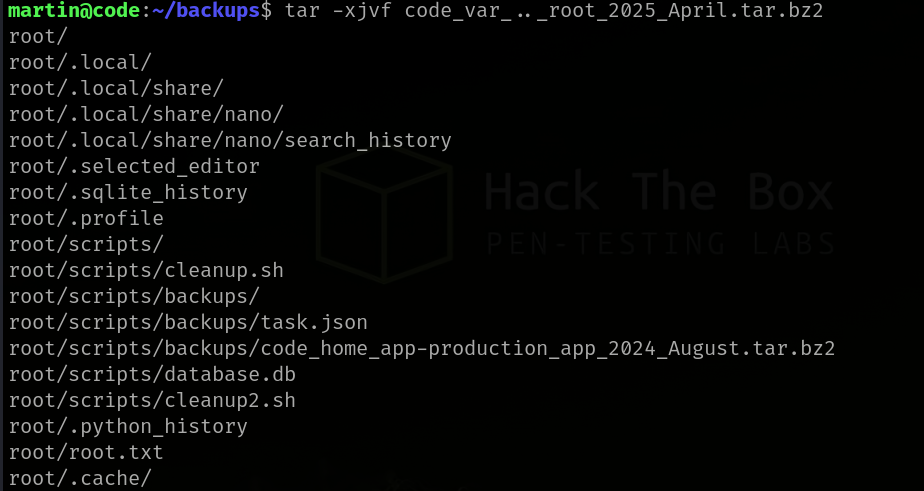 martin@code:~/backups$ tar -xjvf code_var_.._root_2025_April.tar.bz2
root/
root/.local/
root/.local/share/
root/.local/share/nano/
root/.local/share/nano/search_history
root/.selected_editor
root/.sqlite_history
root/.profile
root/scripts/
root/scripts/cleanup.sh
root/scripts/backups/
root/scripts/backups/task.json
root/scripts/backups/code_home_app-production_app_2024_August.tar.bz2
root/scripts/database.db
root/scripts/cleanup2.sh
root/.python_history
root/root.txt
root/.cache/
Hack The Box
PEN-TESTING LABS